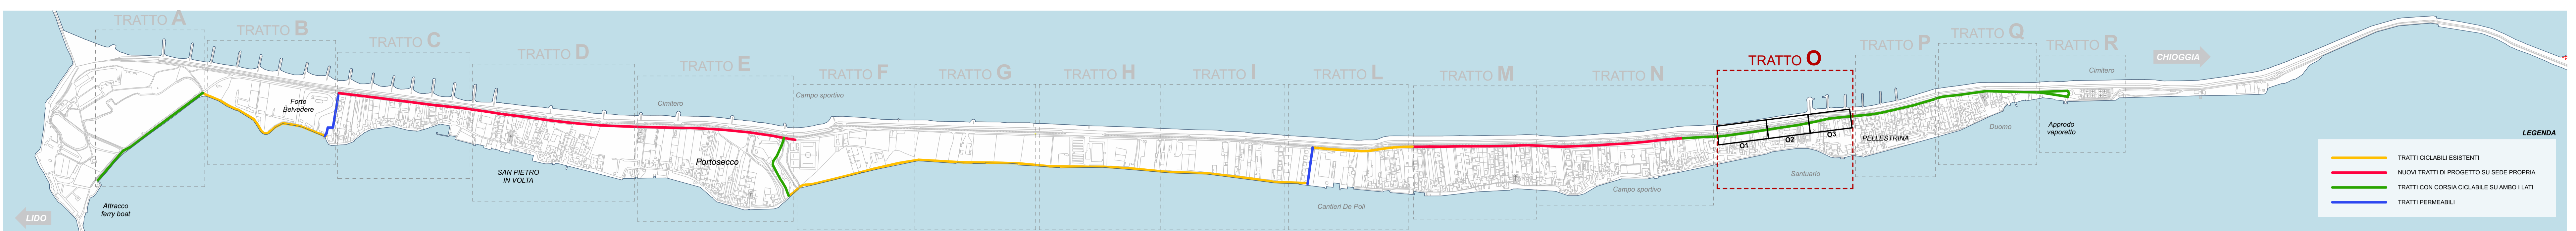 TRATTO A
TRATTO B
TRATTO C
TRATTO D
TRATTO E
TRATTO F
TRATTO G
TRATTO H
TRATTO I
TRATTO L
TRATTO M
TRATTO N
TRATTO O
TRATTO P
TRATTO Q
TRATTO R
CHIOGGIA
LIDO
Attracco
ferry boat
Forte
Belvedere
SAN PIETRO
IN VOLTA
Cimitero
Portosecco
Campo sportivo
Cantieri De Poli
Campo sportivo
O1
O2
O3
Santuario
PELLESTRINA
Duomo
Approdo
vaporetto
Cimitero
LEGENDA
TRATTI CICLABILI ESISTENTI
NUOVI TRATTI DI PROGETTO SU SEDE PROPRIA
TRATTI CON CORSIA CICLABILE SU AMBO I LATI
TRATTI PERMEABILI